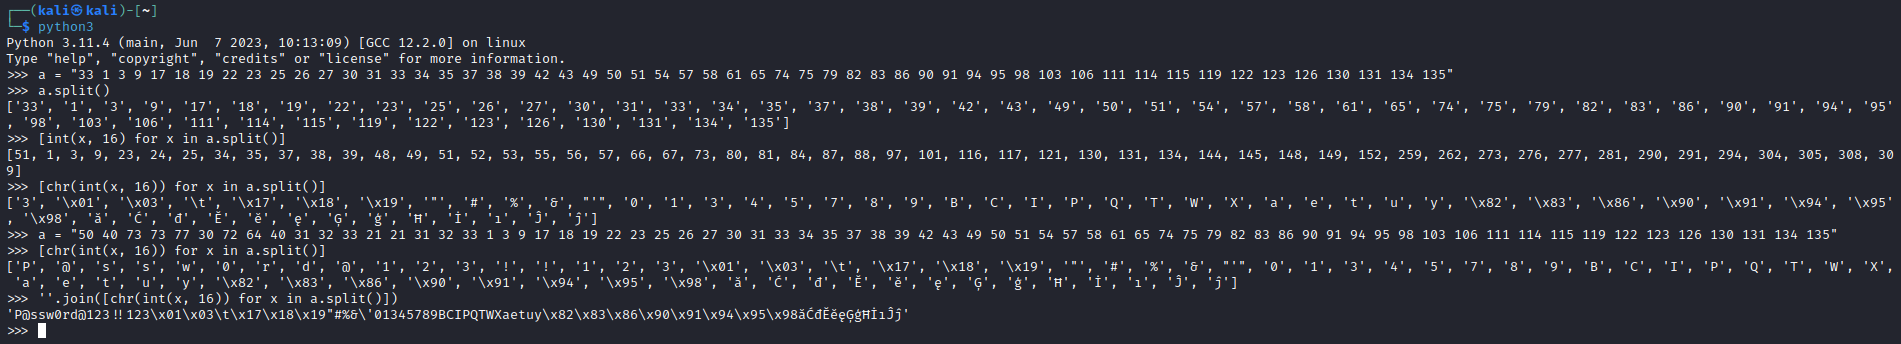 ┌──(kali㉿kali)-[~]
└─$ python3
Python 3.11.4 (main, Jun  7 2023, 10:13:09) [GCC 12.2.0] on linux
Type "help", "copyright", "credits" or "license" for more information.
>>> a = "33 1 3 9 17 18 19 22 23 25 26 27 30 31 33 34 35 37 38 39 42 43 49 50 51 54 57 58 61 65 74 75 79 82 83 86 90 91 94 95 98 103 106 111 114 115 119 122 123 126 130 131 134 135"
>>> a.split()
['33', '1', '3', '9', '17', '18', '19', '22', '23', '25', '26', '27', '30', '31', '33', '34', '35', '37', '38', '39', '42', '43', '49', '50', '51', '54', '57', '58', '61', '65', '74', '75', '79', '82', '83', '86', '90', '91', '94', '95'
, '98', '103', '106', '111', '114', '115', '119', '122', '123', '126', '130', '131', '134', '135']
>>> [int(x, 16) for x in a.split()]
[51, 1, 3, 9, 23, 24, 25, 34, 35, 37, 38, 39, 48, 49, 51, 52, 53, 55, 56, 57, 66, 67, 73, 80, 81, 84, 87, 88, 97, 101, 116, 117, 121, 130, 131, 134, 144, 145, 148, 149, 152, 259, 262, 273, 276, 277, 281, 290, 291, 294, 304, 305, 308, 30
9]
>>> [chr(int(x, 16)) for x in a.split()]
['3', '\x01', '\x03', '\t', '\x17', '\x18', '\x19', '"', '#', '%', '&', "'", '0', '1', '3', '4', '5', '7', '8', '9', 'B', 'C', 'I', 'P', 'Q', 'T', 'W', 'X', 'a', 'e', 't', 'u', 'y', '\x82', '\x83', '\x86', '\x90', '\x91', '\x94', '\x95'
, '\x98', 'ă', 'Ć', 'đ', 'Ĕ', 'ĕ', 'ę', 'Ģ', 'ģ', 'Ħ', 'İ', 'ı', 'Ĵ', 'ĵ']
>>> a = "50 40 73 73 77 30 72 64 40 31 32 33 21 21 31 32 33 1 3 9 17 18 19 22 23 25 26 27 30 31 33 34 35 37 38 39 42 43 49 50 51 54 57 58 61 65 74 75 79 82 83 86 90 91 94 95 98 103 106 111 114 115 119 122 123 126 130 131 134 135"
>>> [chr(int(x, 16)) for x in a.split()]
['P', '@', 's', 's', 'w', '0', 'r', 'd', '@', '1', '2', '3', '!', '!', '1', '2', '3', '\x01', '\x03', '\t', '\x17', '\x18', '\x19', '"', '#', '%', '&', "'", '0', '1', '3', '4', '5', '7', '8', '9', 'B', 'C', 'I', 'P', 'Q', 'T', 'W', 'X',
 'a', 'e', 't', 'u', 'y', '\x82', '\x83', '\x86', '\x90', '\x91', '\x94', '\x95', '\x98', 'ă', 'Ć', 'đ', 'Ĕ', 'ĕ', 'ę', 'Ģ', 'ģ', 'Ħ', 'İ', 'ı', 'Ĵ', 'ĵ']
>>> ''.join([chr(int(x, 16)) for x in a.split()])
'P@ssw0rd@123!!123\x01\x03\t\x17\x18\x19"#%&\'01345789BCIPQTWXaetuy\x82\x83\x86\x90\x91\x94\x95\x98ăĆđĔĕęĢģĦİıĴĵ'
>>>